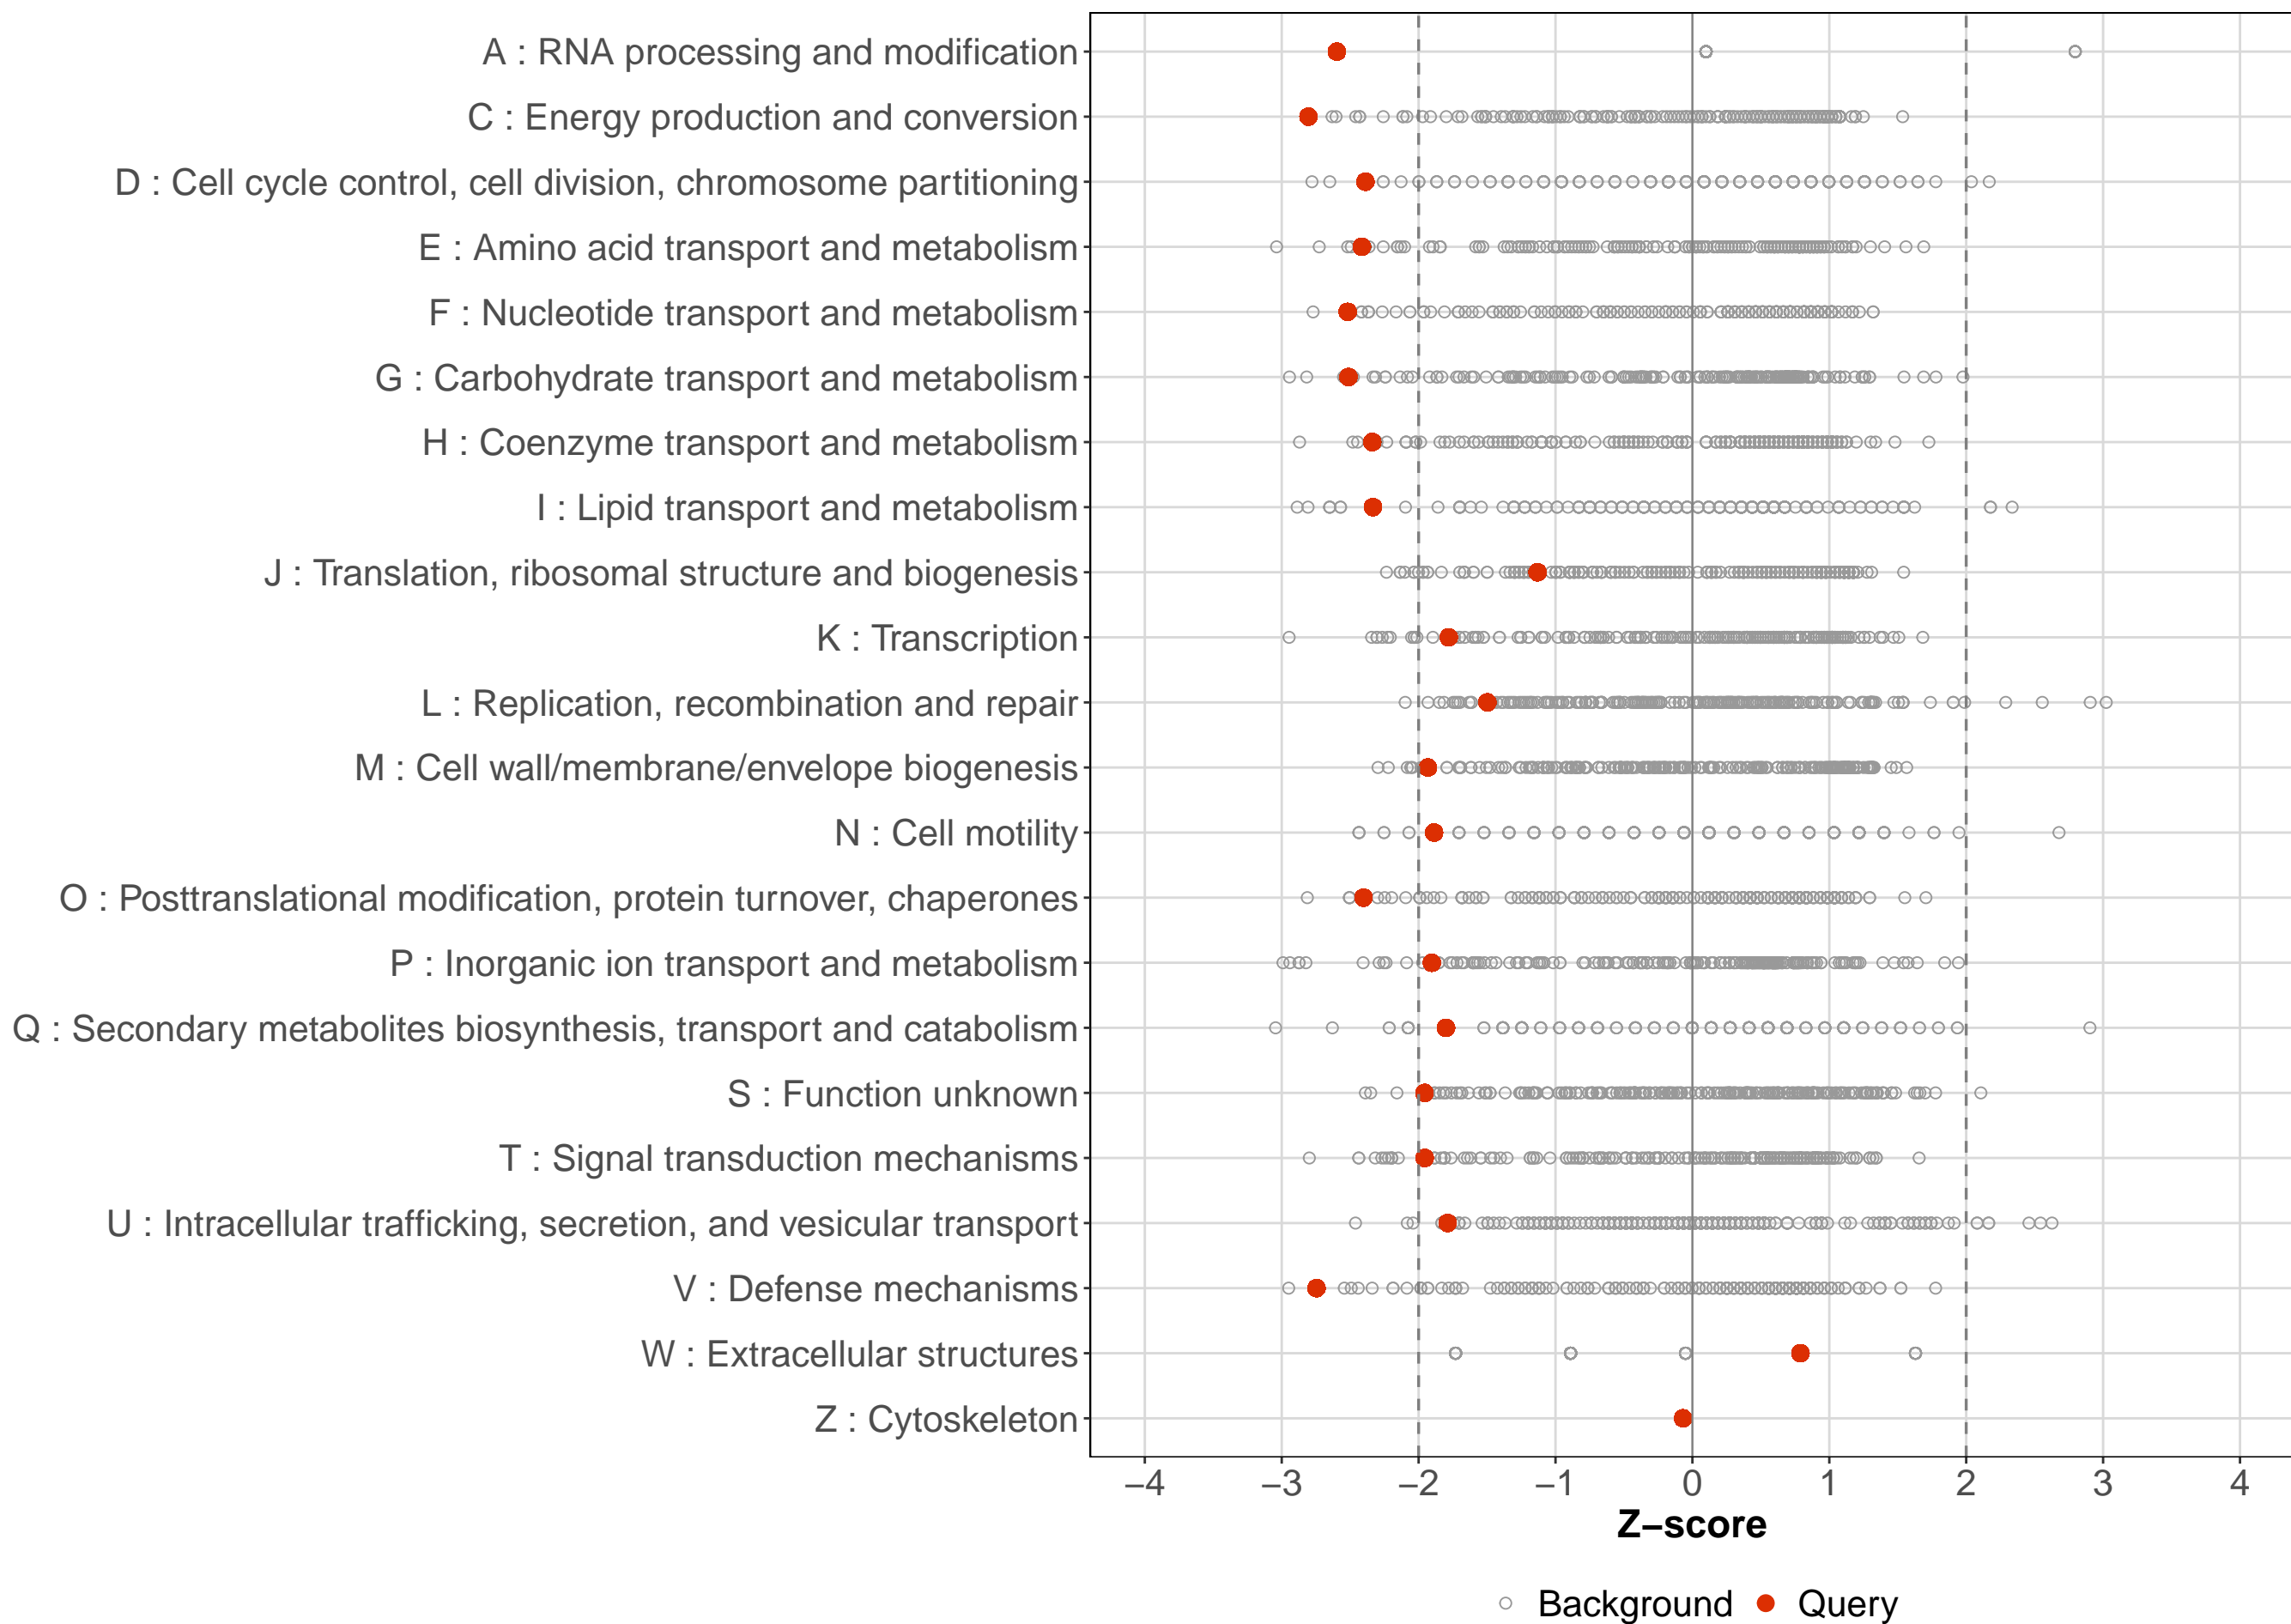 A : RNA processing and modification
C : Energy production and conversion
D : Cell cycle control, cell division, chromosome partitioning
E : Amino acid transport and metabolism
F : Nucleotide transport and metabolism
G : Carbohydrate transport and metabolism
H : Coenzyme transport and metabolism
I : Lipid transport and metabolism
J : Translation, ribosomal structure and biogenesis
K : Transcription
L : Replication, recombination and repair
M : Cell wall/membrane/envelope biogenesis
N : Cell motility
O : Posttranslational modification, protein turnover, chaperones
P : Inorganic ion transport and metabolism
Q : Secondary metabolites biosynthesis, transport and catabolism
S : Function unknown
T : Signal transduction mechanisms
U : Intracellular trafficking, secretion, and vesicular transport
V : Defense mechanisms
W : Extracellular structures
Z : Cytoskeleton
−4 −3 −2 −1 0 1 2 3 4
Z−score
Background Query